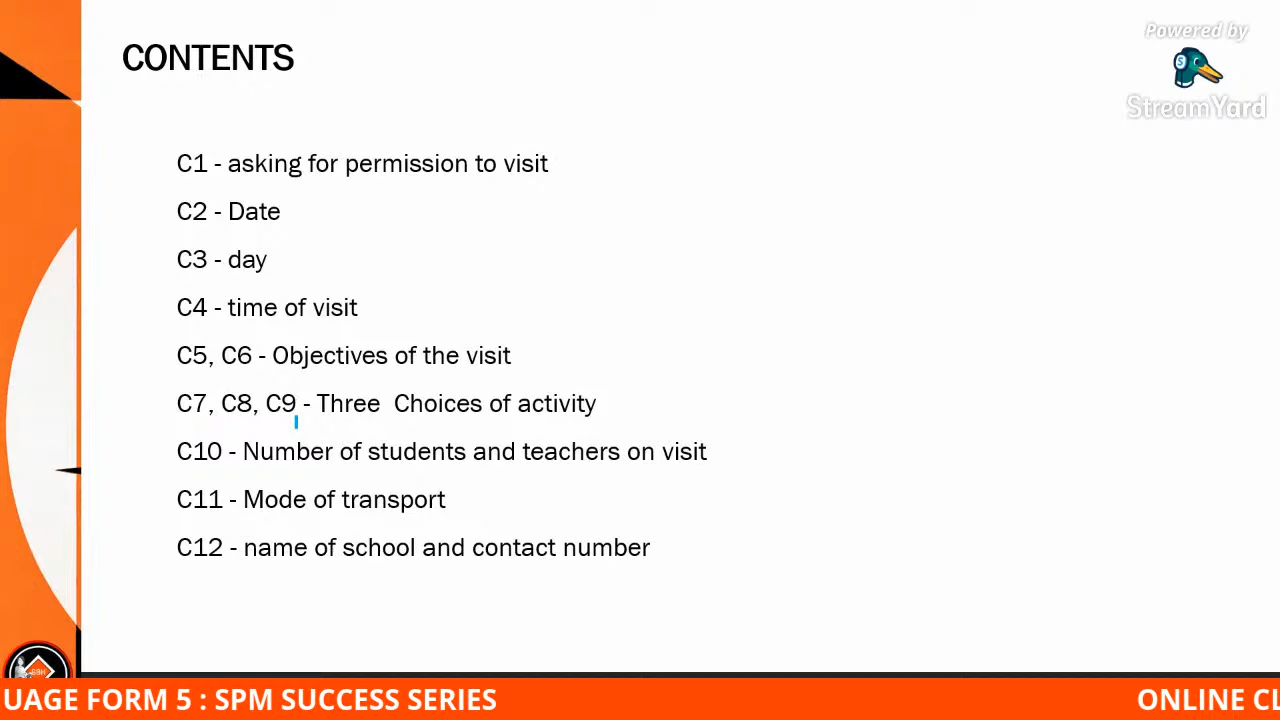 CONTENTS
Powered by
StreamYard
C1 - asking for permission to visit
C2 - Date
C3 - day
C4 - time of visit
C5, C6 - Objectives of the visit
C7, C8, C9 - Three  Choices of activity
C10 - Number of students and teachers on visit
C11 - Mode of transport
C12 - name of school and contact number
UAGE FORM 5 : SPM SUCCESS SERIES
ONLINE CL